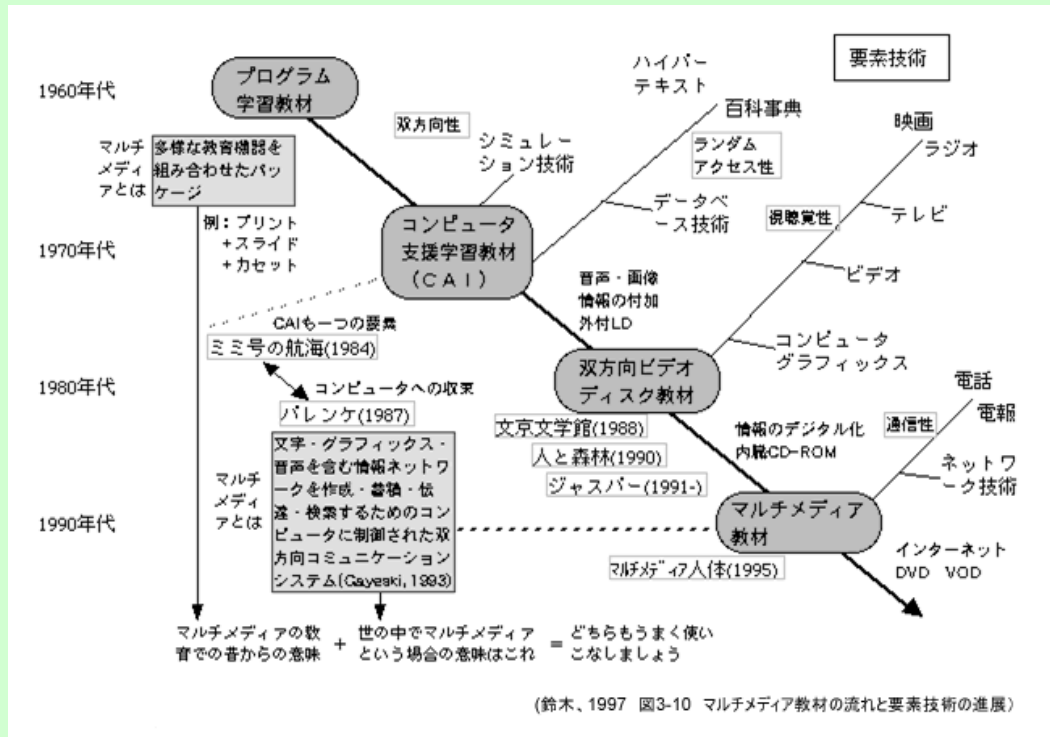 要素技術
1960年代
1970年代
1980年代
1990年代
プログラム
学習教材
マルチ
メディ
アとは
多様な教育機器を
組み合わせたパッ
ケージ
例：プリント
+スライド
+カセット
双方向性
シミュレー
ション技術
コンピュータ
支援学習教材
（ＣＡＩ）
ハイパー
テキスト
百科事典
ランダム
アクセス性
データベ
ース技術
映画
ラジオ
テレビ
視聴覚性
ビデオ
コンピュータ
グラフィックス
音声・画像
情報の付加
外付LD
CAIも一つの要素
ミミ号の航海(1984)
コンピュータへの収束
パレンケ(1987)
双方向ビデオ
ディスク教材
文京文学館(1988)
人と森林(1990)
ジャスパー(1991-)
情報のデジタル化
内臓CD-ROM
電話
電報
通信性
ネットワ
ーク技術
マルチ
メディ
アとは
文字・グラフィックス・
音声を含む情報ネットワ
ークを作成・蓄積・伝
達・検索するためのコン
ピュータに制御された双
方向コミュニケーション
システム(Gayeski, 1993)
マルチメディア
教材
マルチメディア人体(1995)
インターネット
DVD VOD
マルチメディアの教
育での昔からの意味
+
世の中でマルチメディア
という場合の意味はこれ
=
どちらもうまく使い
こなしましょう
(鈴木、1997 図3-10 マルチメディア教材の流れと要素技術の進展)